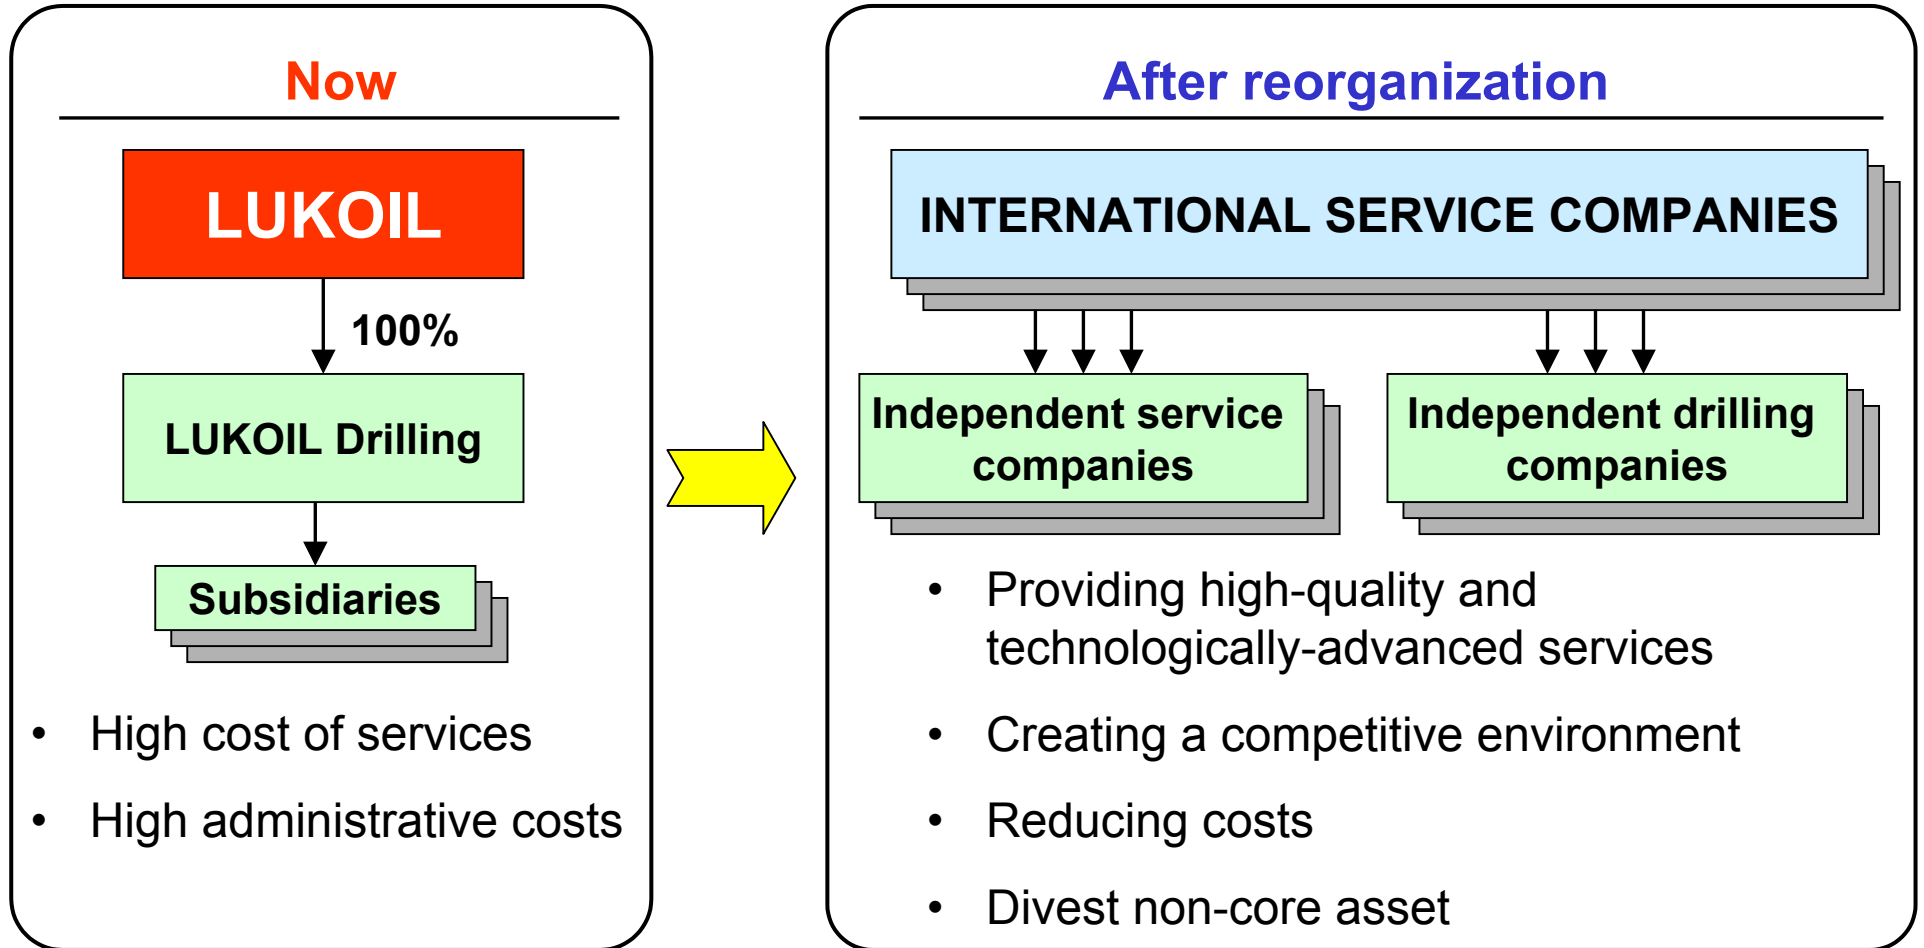 Now
LUKOIL
100%
LUKOIL Drilling
Subsidiaries
• High cost of services
• High administrative costs
After reorganization
INTERNATIONAL SERVICE COMPANIES
Independent service
companies
Independent drilling
companies
• Providing high-quality and
technologically-advanced services
• Creating a competitive environment
• Reducing costs
• Divest non-core asset